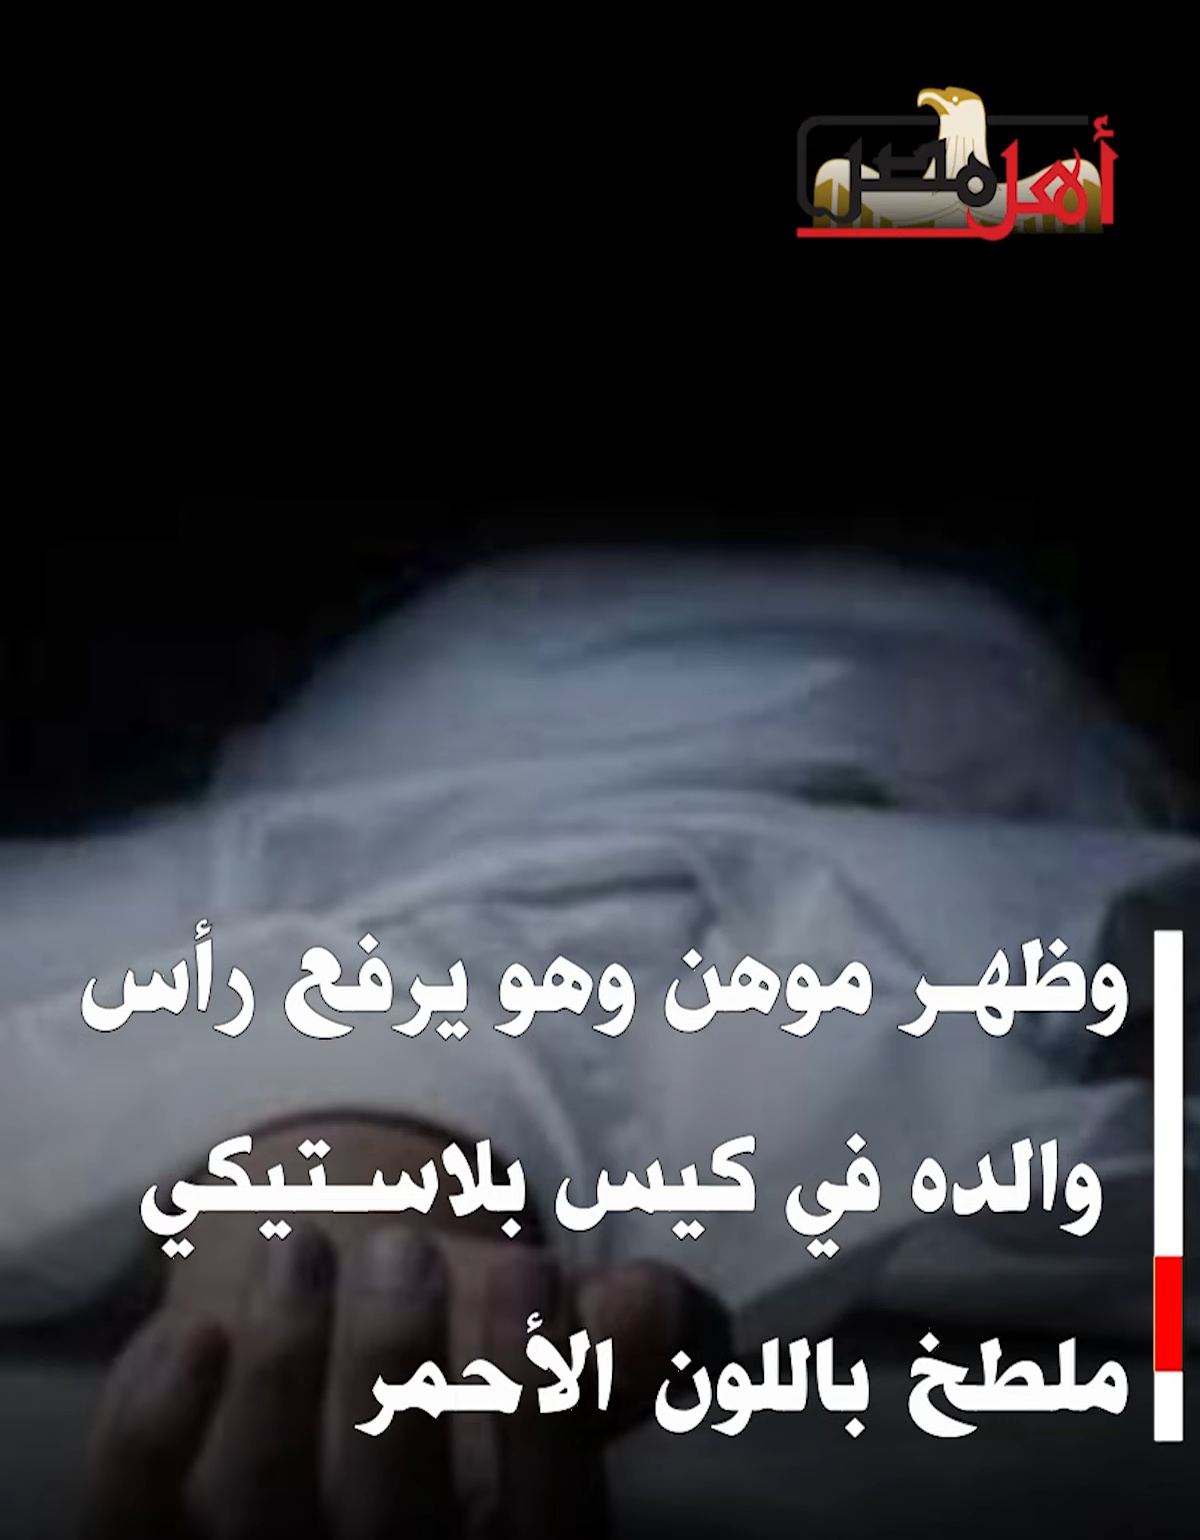 أهل مصر
وظهر موهن وهو يرفع رأس
والده في كيس بلاستيكي
ملطخ باللون الأحمر